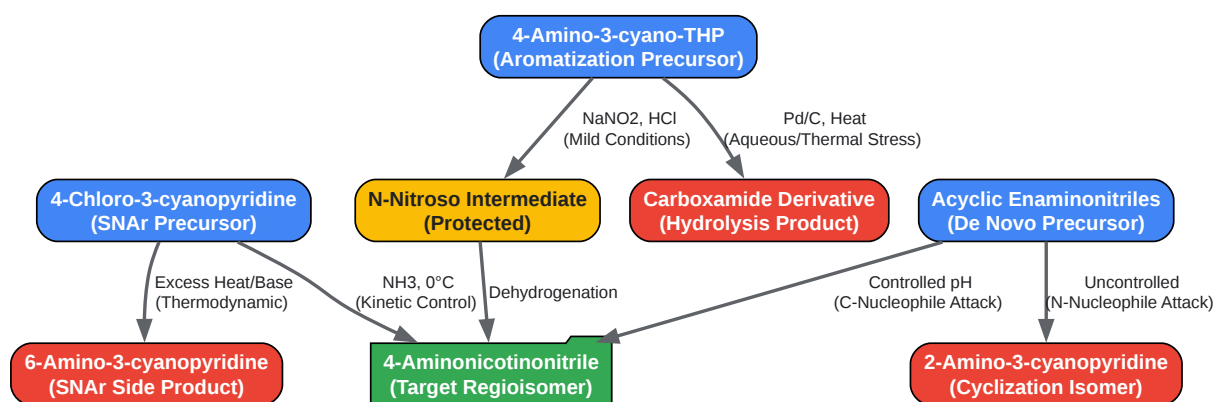 4-Amino-3-cyano-THP
(Aromatization Precursor)
NaNO2, HCl
(Mild Conditions)
Pd/C, Heat
(Aqueous/Thermal Stress)
4-Chloro-3-cyanopyridine
(SNAr Precursor)
N-Nitroso Intermediate
(Protected)
Carboxamide Derivative
(Hydrolysis Product)
Acyclic Enaminonitriles
(De Novo Precursor)
Excess Heat/Base
(Thermodynamic)
NH3, 0°C
(Kinetic Control)
Dehydrogenation
Controlled pH
(C-Nucleophile Attack)
Uncontrolled
(N-Nucleophile Attack)
6-Amino-3-cyanopyridine
(SNAr Side Product)
4-Aminonicotinonitrile
(Target Regioisomer)
2-Amino-3-cyanopyridine
(Cyclization Isomer)